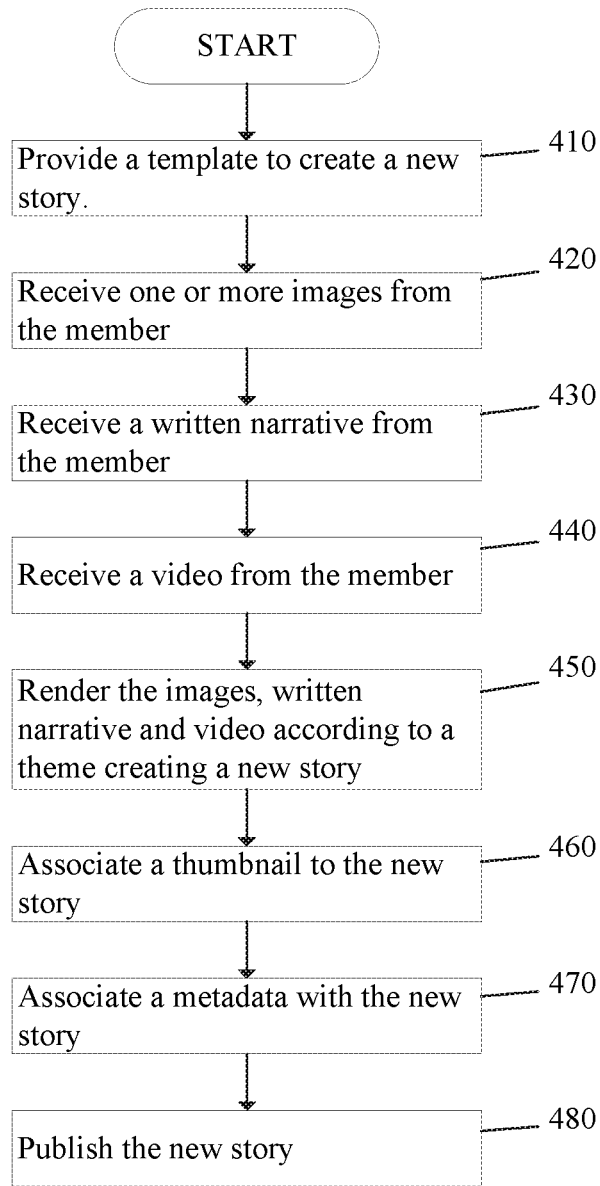 START
410
Provide a template to create a new
story.
420
Receive one or more images from
the member
430
Receive a written narrative from
the member
440
Receive a video from the member
450
Render the images, written
narrative and video according to a
theme creating a new story
460
Associate a thumbnail to the new
story
470
Associate a metadata with the new
story
480
Publish the new story